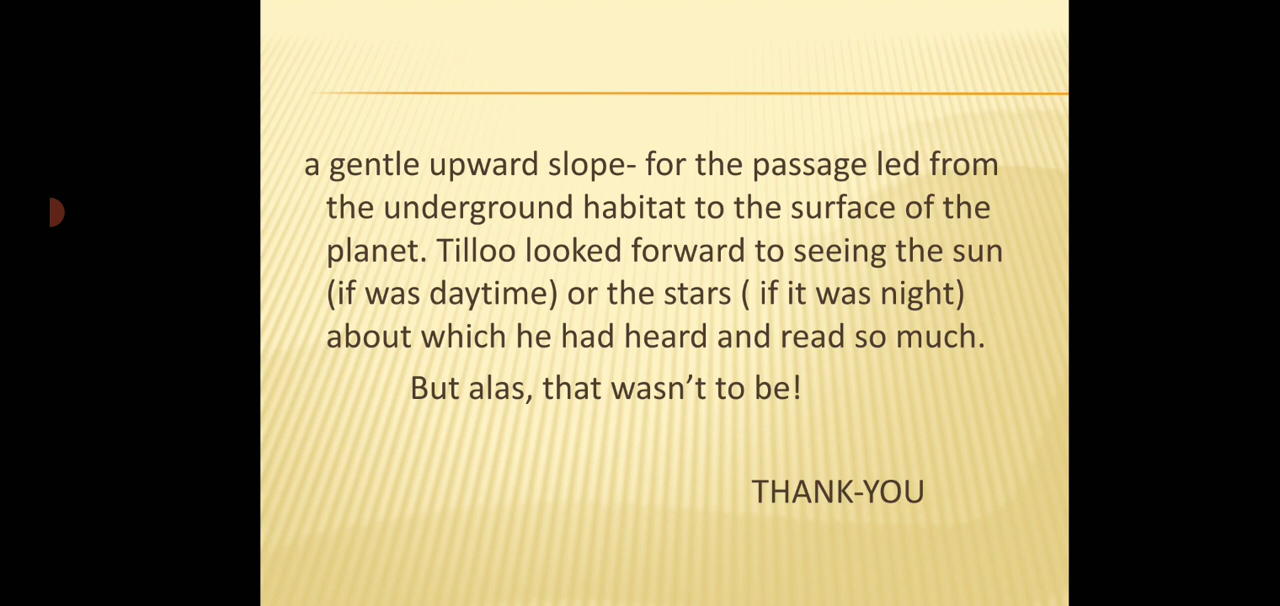 a gentle upward slope- for the passage led from
the underground habitat to the surface of the
planet. Tilloo looked forward to seeing the sun
(if was daytime) or the stars ( if it was night)
about which he had heard and read so much.
But alas, that wasn’t to be!
THANK-YOU